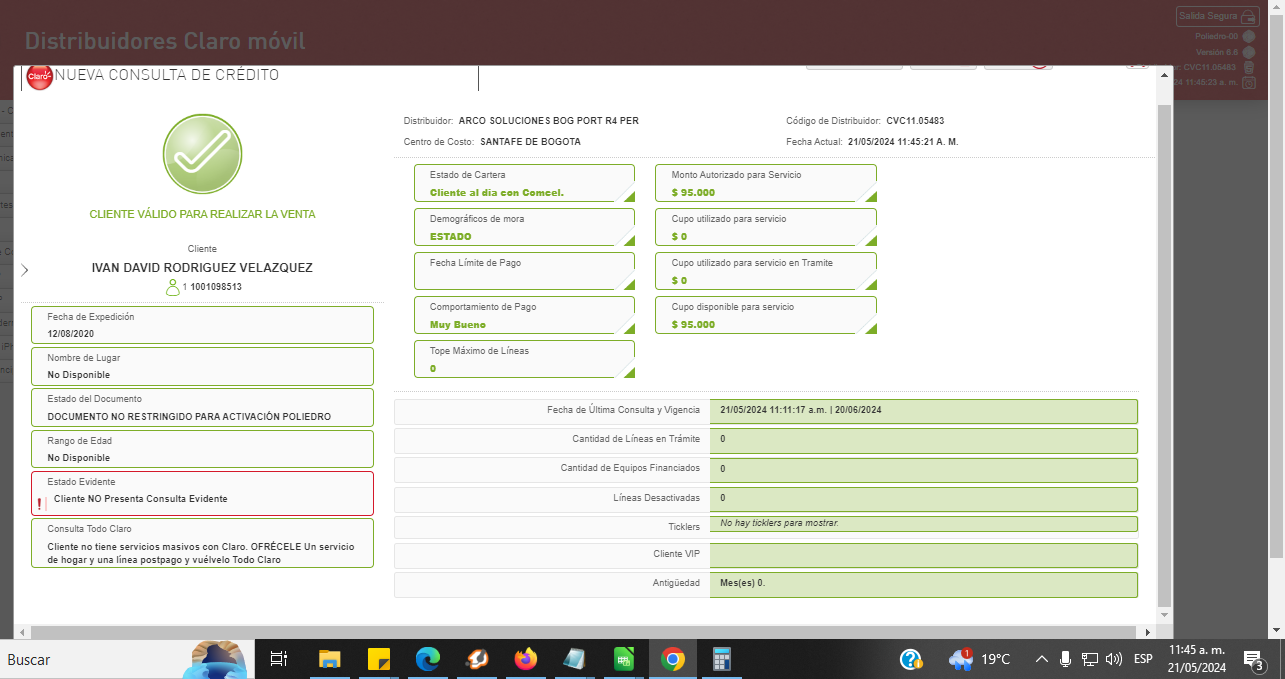 Salida Segura
Distribuidores Claro móvil
Poliedro-00
Versión 8.6
CVC11.05483
24 11:45:23 a. m.
Claro
NUEVA CONSULTA DE CRÉDITO
Distribuidor: ARCO SOLUCIONES BOG PORT R4 PER
Código de Distribuidor: CVC11.05483
Centro de Costo: SANTAFE DE BOGOTA
Fecha Actual: 21/05/2024 11:45:21 A. M.
CLIENTE VÁLIDO PARA REALIZAR LA VENTA
Cliente
IVAN DAVID RODRIGUEZ VELAZQUEZ
1 1001098513
Fecha de Expedición
12/08/2020
Nombre de Lugar
No Disponible
Estado del Documento
DOCUMENTO NO RESTRINGIDO PARA ACTIVACIÓN POLIEDRO
Rango de Edad
No Disponible
Estado Evidente
Cliente NO Presenta Consulta Evidente
Consulta Todo Claro
Cliente no tiene servicios masivos con Claro. OFRÉCELE Un servicio
de hogar y una línea postpago y vuélvelo Todo Claro
Estado de Cartera
Cliente al dia con Comcel.
Demográficos de mora
ESTADO
Fecha Límite de Pago
Comportamiento de Pago
Muy Bueno
Tope Máximo de Líneas
0
Monto Autorizado para Servicio
$ 95.000
Cupo utilizado para servicio
$ 0
Cupo utilizado para servicio en Tramite
$ 0
Cupo disponible para servicio
$ 95.000
Fecha de Última Consulta y Vigencia 21/05/2024 11:11:17 a.m. | 20/06/2024
Cantidad de Líneas en Trámite 0
Cantidad de Equipos Financiados 0
Líneas Desactivadas 0
Ticklers No hay ticklers para mostrar.
Cliente VIP
Antigüedad Mes(es) 0.
Buscar
1
19°C
ESP
11:45 a. m.
21/05/2024
3